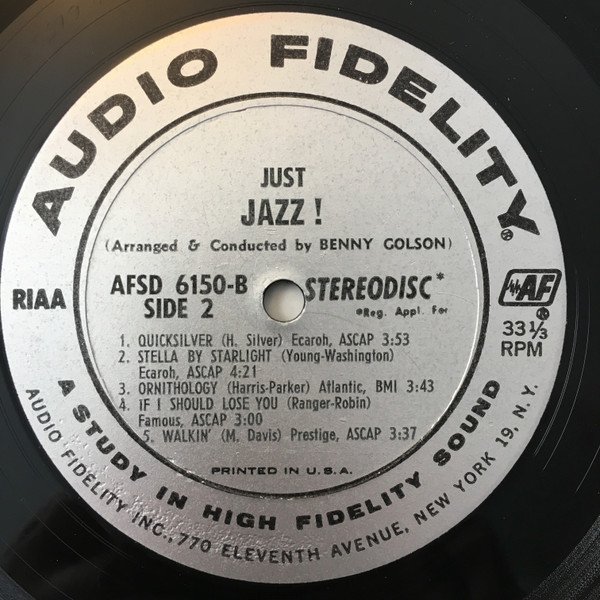 AUDIO FIDELITY®
JUST
JAZZ!
(Arranged & Conducted by BENNY GOLSON)
RIAA
AFSD 6150-B
SIDE 2
STEREODISC*
*Reg. Appl. For
AF®
33 1/3
RPM
1. QUICKSILVER (H. Silver) Ecaroh, ASCAP 3:53
2. STELLA BY STARLIGHT (Young-Washington)
Ecaroh, ASCAP 4:21
3. ORNITHOLOGY (Harris-Parker) Atlantic, BMI 3:43
4. IF I SHOULD LOSE YOU (Ranger-Robin)
Famous, ASCAP 3:00
5. WALKIN' (M. Davis) Prestige, ASCAP 3:37
PRINTED IN U.S.A.
A STUDY IN HIGH FIDELITY SOUND
AUDIO FIDELITY INC., 770 ELEVENTH AVENUE, NEW YORK 19, N.Y.